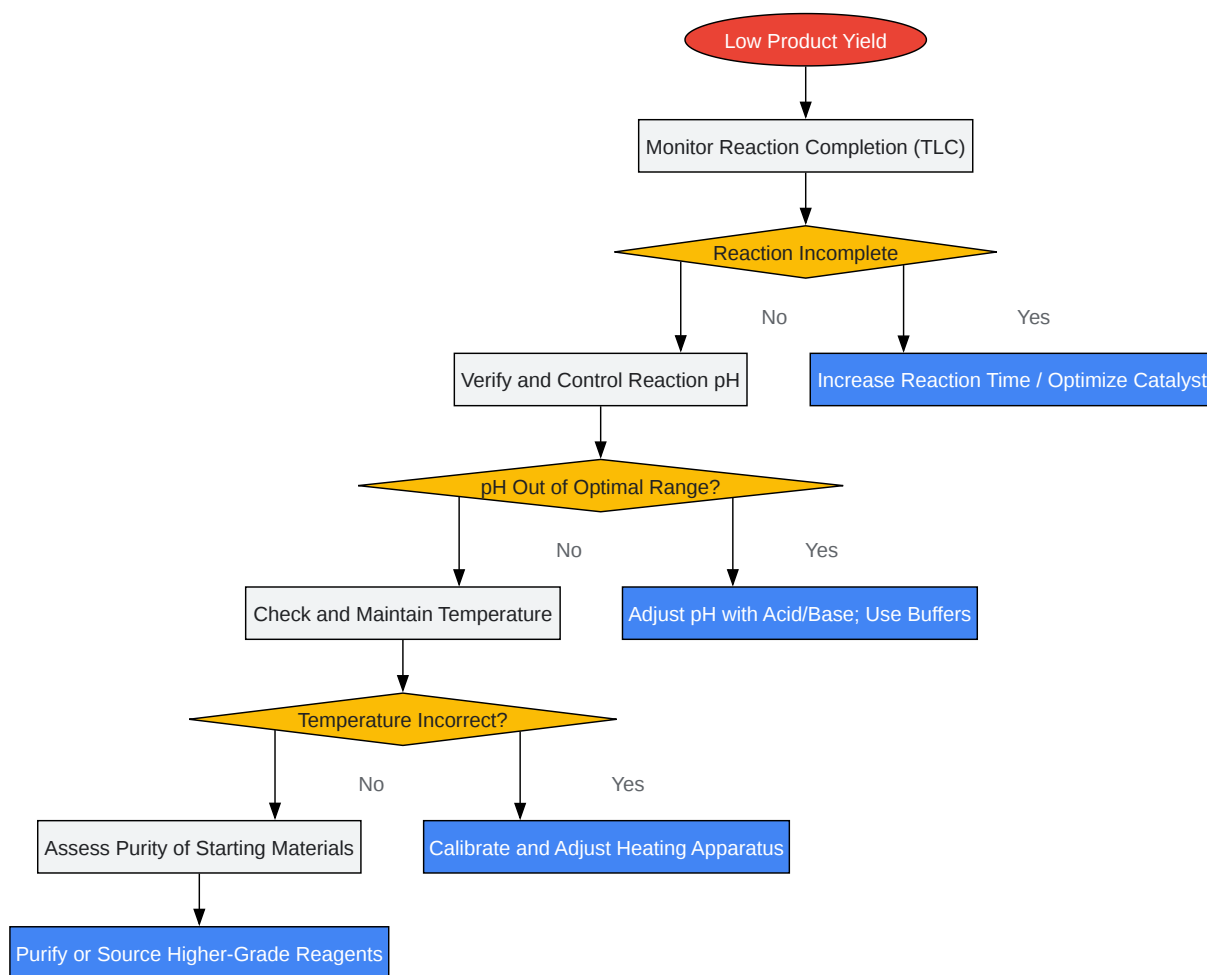 Low Product Yield
Monitor Reaction Completion (TLC)
Reaction Incomplete
No
Yes
Verify and Control Reaction pH
Increase Reaction Time / Optimize Catalyst
pH Out of Optimal Range?
No
Yes
Check and Maintain Temperature
Adjust pH with Acid/Base; Use Buffers
Temperature Incorrect?
No
Yes
Assess Purity of Starting Materials
Calibrate and Adjust Heating Apparatus
Purify or Source Higher-Grade Reagents